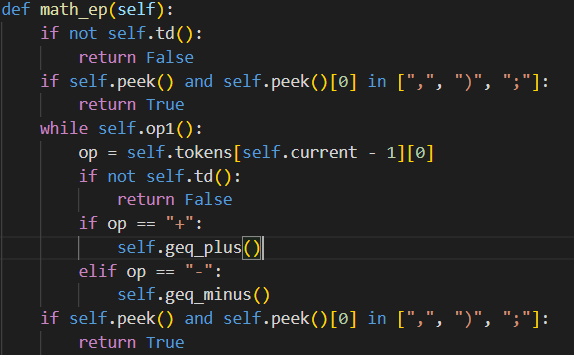 def math_ep(self):
    if not self.td():
        return False
    if self.peek() and self.peek()[0] in [",", ")", ";"]:
        return True
    while self.op1():
        op = self.tokens[self.current - 1][0]
        if not self.td():
            return False
        if op == "+":
            self.geq_plus()
        elif op == "-":
            self.geq_minus()
    if self.peek() and self.peek()[0] in [",", ")", ";"]:
        return True